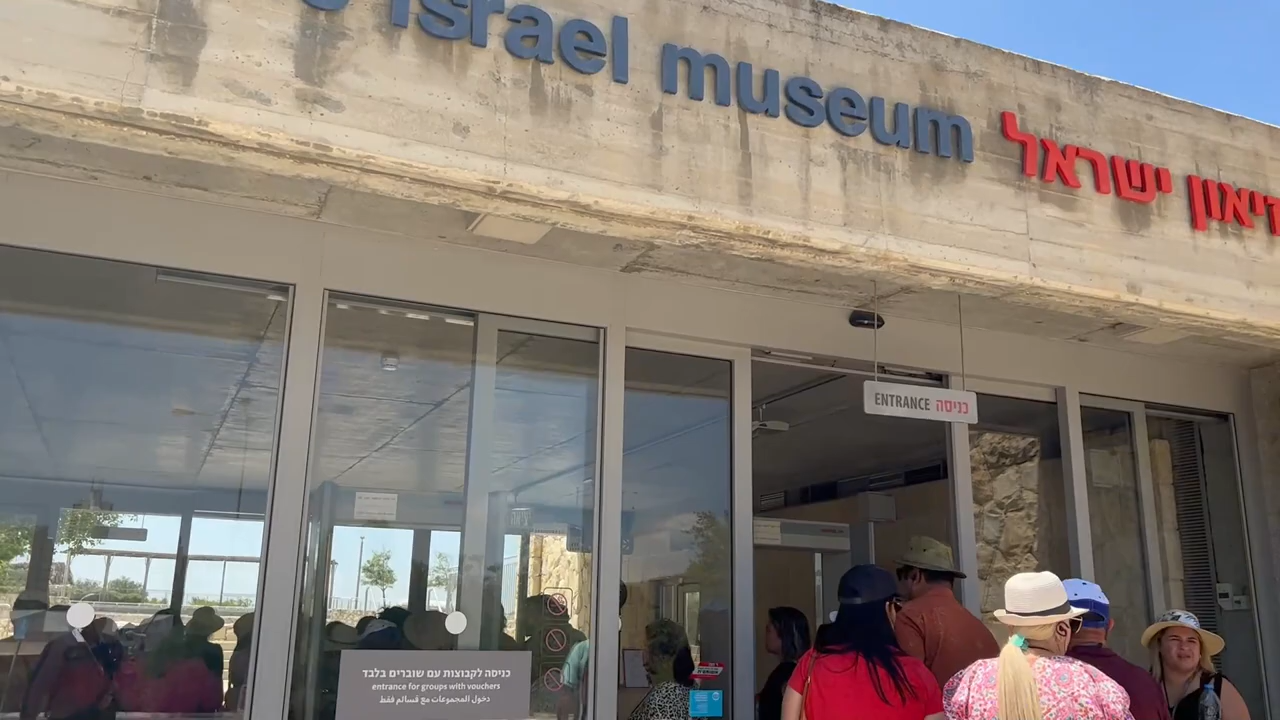 Israel museum
דיאון ישראל
ENTRANCE כניסה
כניסה לקבוצות עם שוברים בלבד
entrance for groups with vouchers
دخول المجموعات مع قسائم فقط